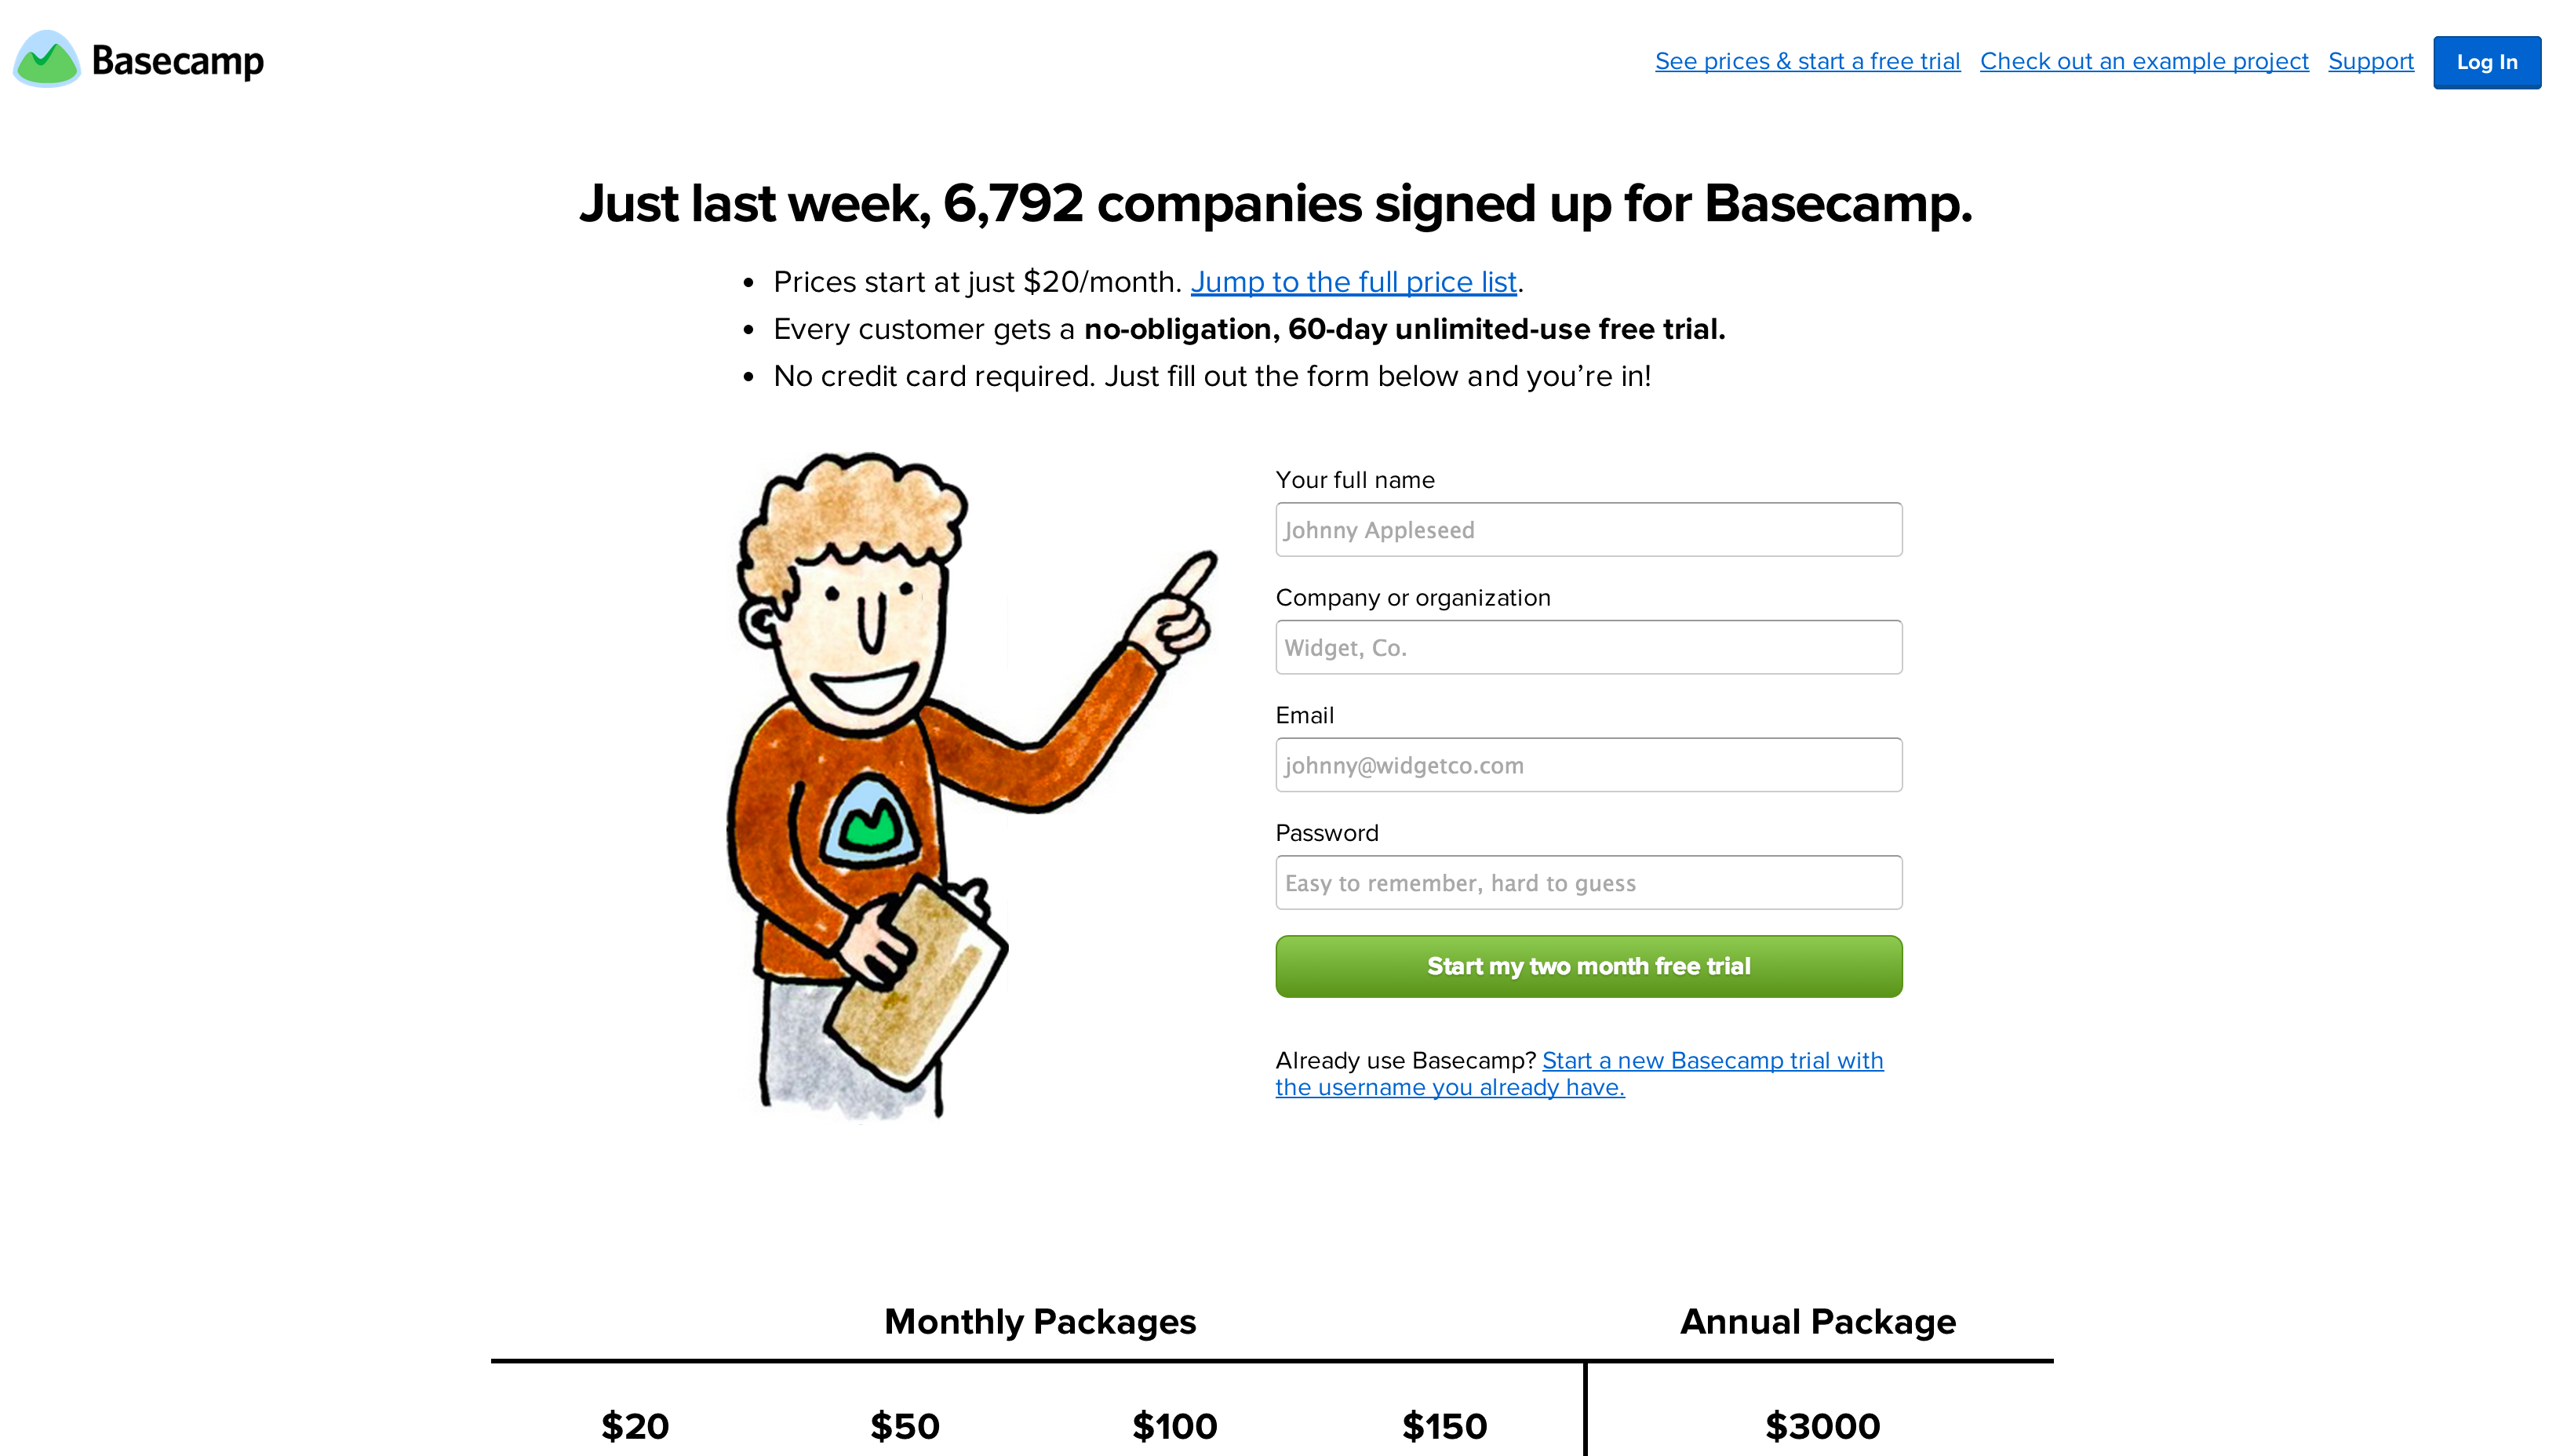 Basecamp
See prices & start a free trial Check out an example project Support Log In
Just last week, 6,792 companies signed up for Basecamp.
• Prices start at just $20/month. Jump to the full price list.
• Every customer gets a no-obligation, 60-day unlimited-use free trial.
• No credit card required. Just fill out the form below and you’re in!
Your full name
Johnny Appleseed
Company or organization
Widget, Co.
Email
johnny@widgetco.com
Password
Easy to remember, hard to guess
Start my two month free trial
Already use Basecamp? Start a new Basecamp trial with
the username you already have.
Monthly Packages Annual Package
$20 $50 $100 $150 $3000